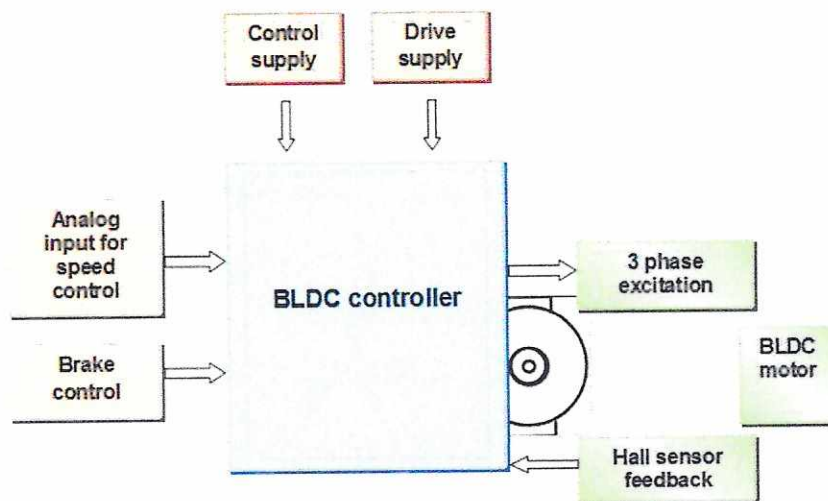 Control
supply
Drive
supply
Analog
input for
speed
control
BLDC controller
3 phase
excitation
Brake
control
BLDC
motor
Hall sensor
feedback